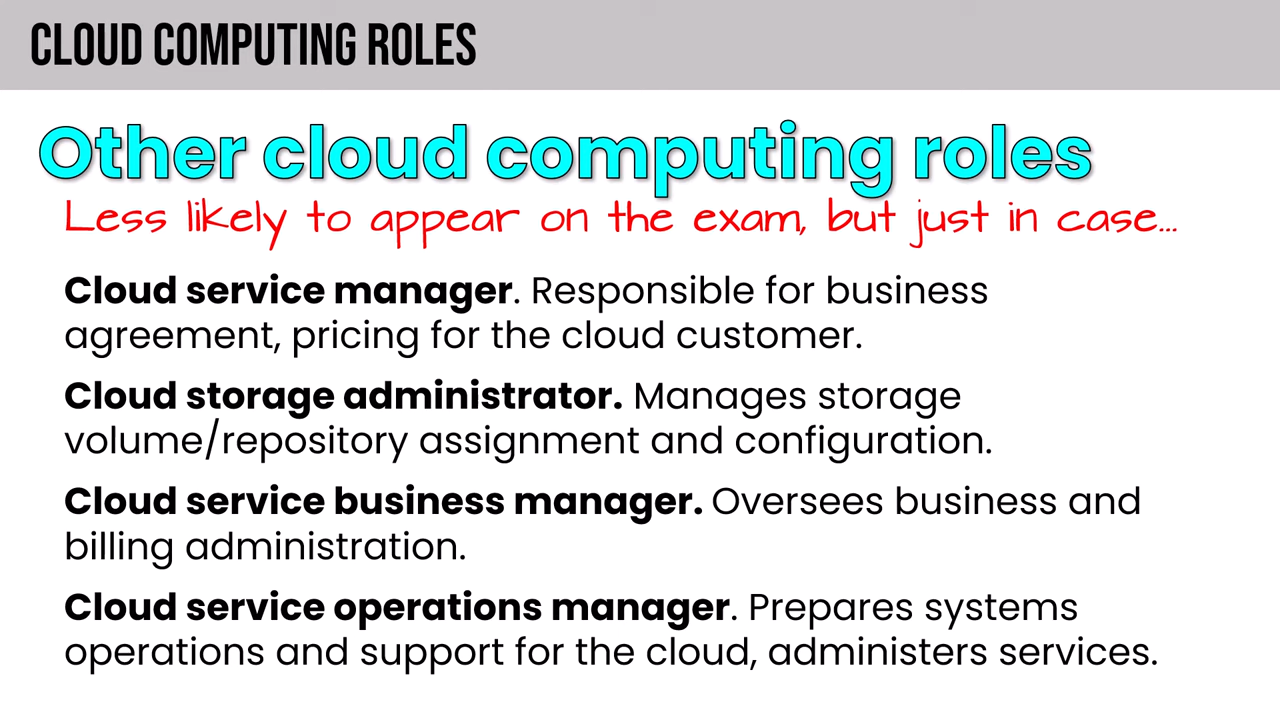 CLOUD COMPUTING ROLES
Other cloud computing roles
Less likely to appear on the exam, but just in case...
Cloud service manager. Responsible for business
agreement, pricing for the cloud customer.
Cloud storage administrator. Manages storage
volume/repository assignment and configuration.
Cloud service business manager. Oversees business and
billing administration.
Cloud service operations manager. Prepares systems
operations and support for the cloud, administers services.